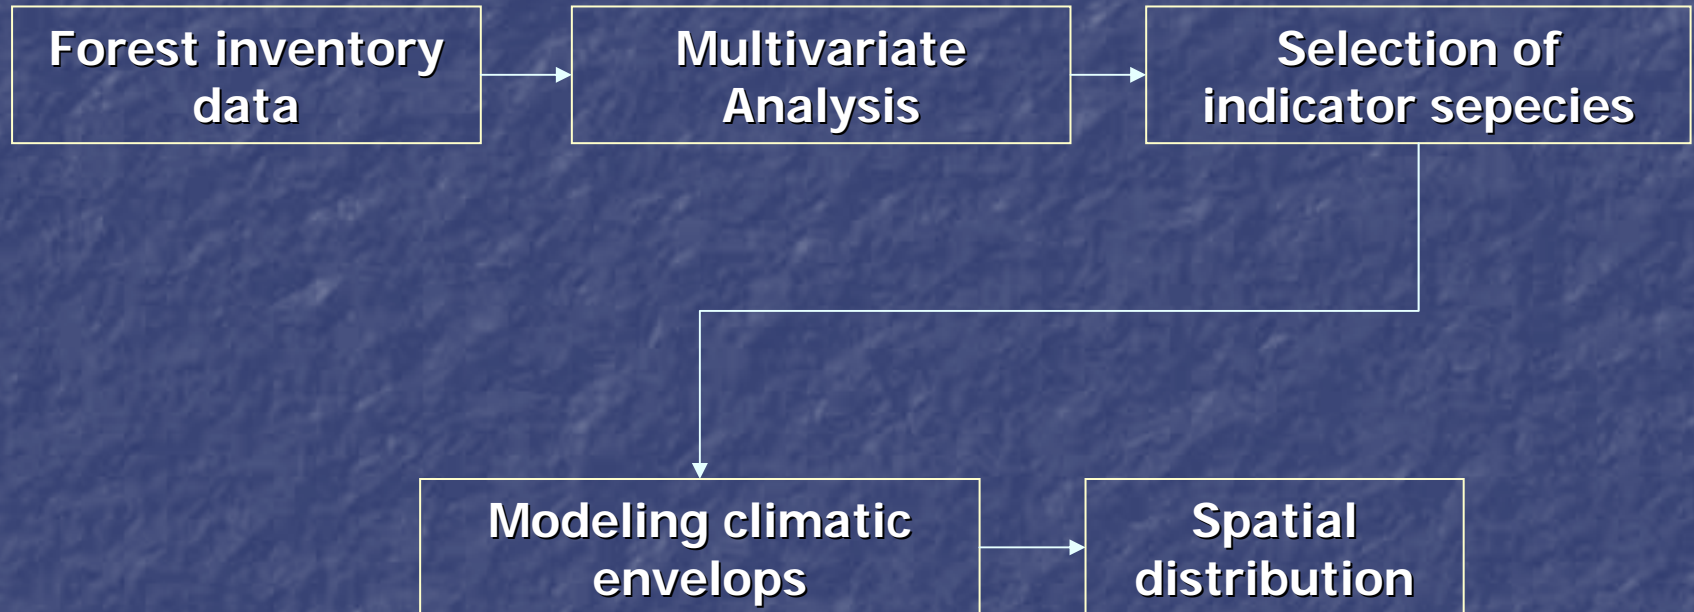 Forest inventory
data
Multivariate
Analysis
Selection of
indicator sepecies
Modeling climatic
envelops
Spatial
distribution